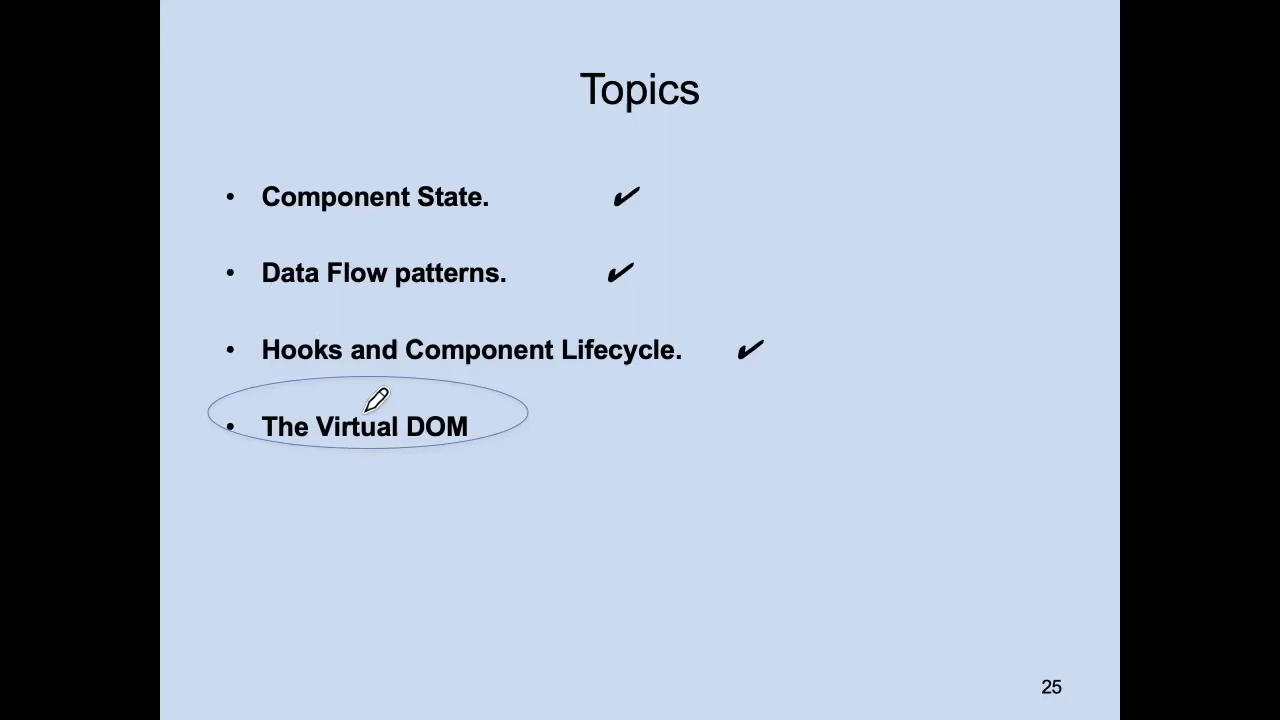 Topics
• Component State. ✔
• Data Flow patterns. ✔
• Hooks and Component Lifecycle. ✔
• The Virtual DOM
25